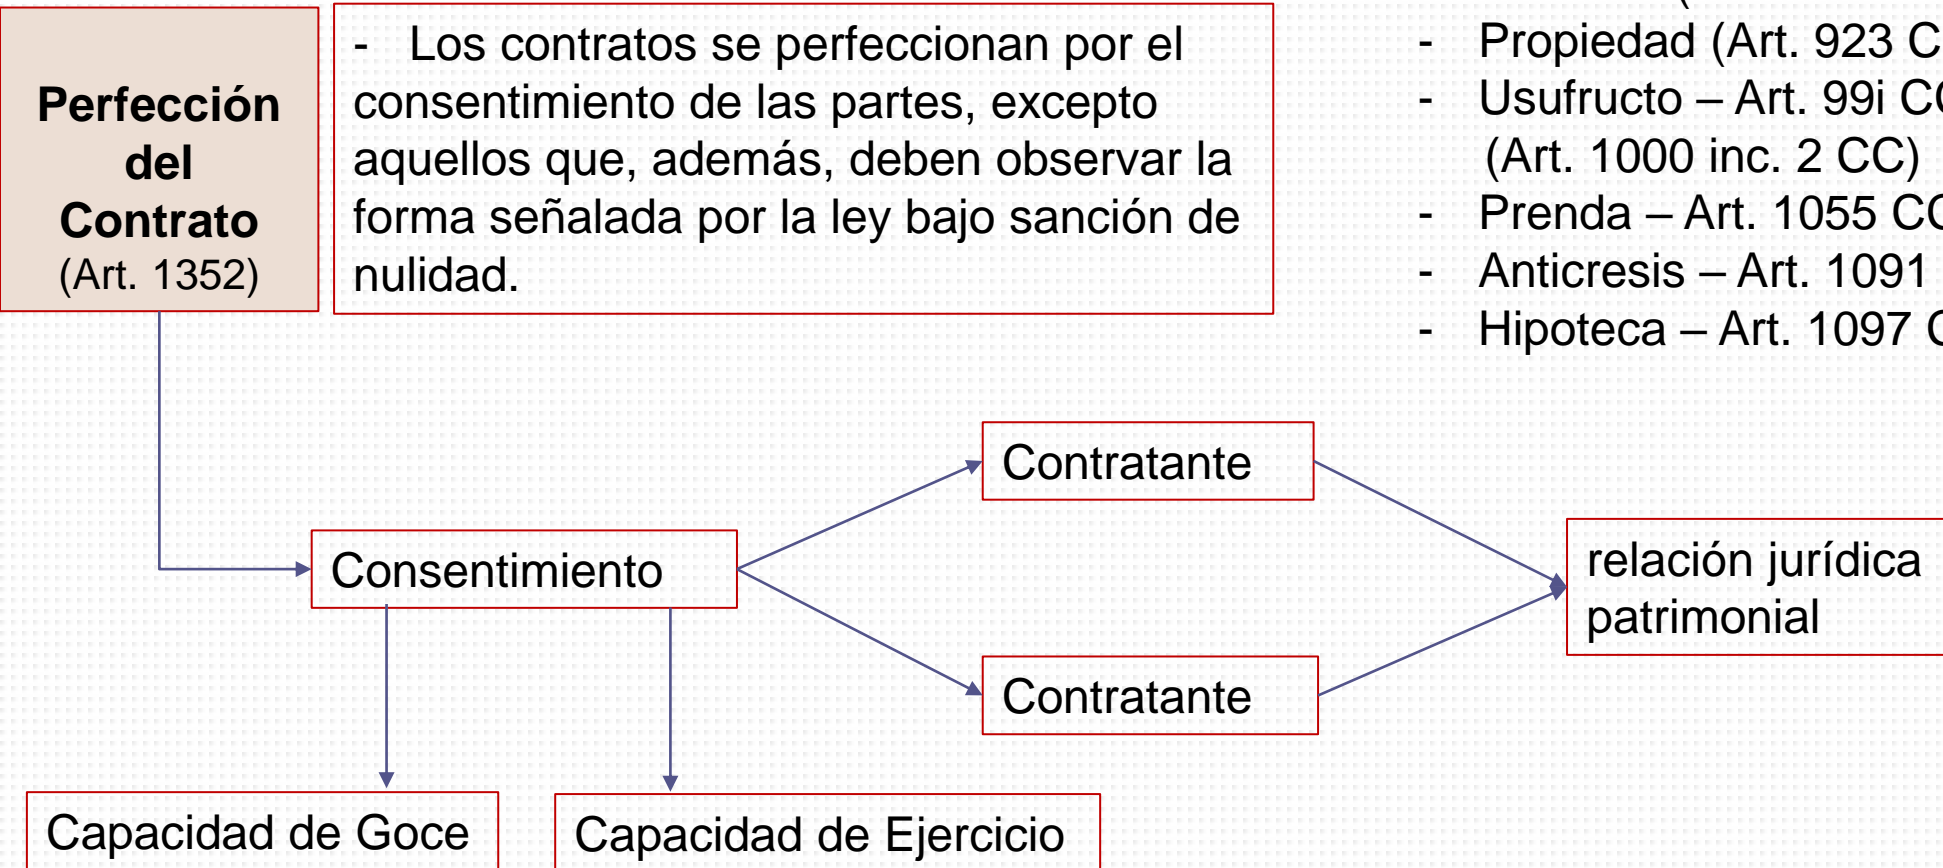 Perfección
del
Contrato
(Art. 1352)
- Los contratos se perfeccionan por el
consentimiento de las partes, excepto
aquellos que, además, deben observar la
forma señalada por la ley bajo sanción de
nulidad.
- Propiedad (Art. 923 C
- Usufructo – Art. 99i CC
(Art. 1000 inc. 2 CC)
- Prenda – Art. 1055 CC
- Anticresis – Art. 1091
- Hipoteca – Art. 1097 C
Contratante
Consentimiento
relación jurídica
patrimonial
Contratante
Capacidad de Goce
Capacidad de Ejercicio